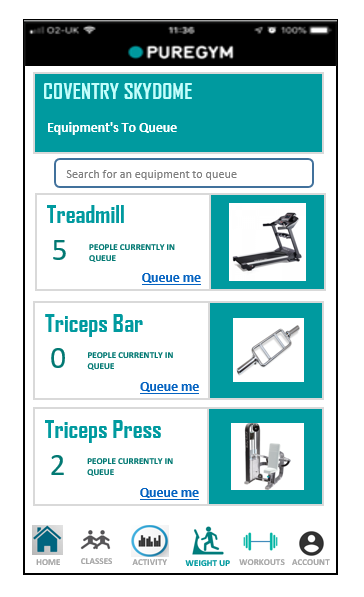 O2-UK 11:36 100%
PUREGYM
COVENTRY SKYDOME
Equipment's To Queue
Search for an equipment to queue
Treadmill
5 PEOPLE CURRENTLY IN
QUEUE
Queue me
Triceps Bar
0 PEOPLE CURRENTLY IN
QUEUE
Queue me
Triceps Press
2 PEOPLE CURRENTLY IN
QUEUE
Queue me
HOME CLASSES ACTIVITY WEIGHT UP WORKOUTS ACCOUNT